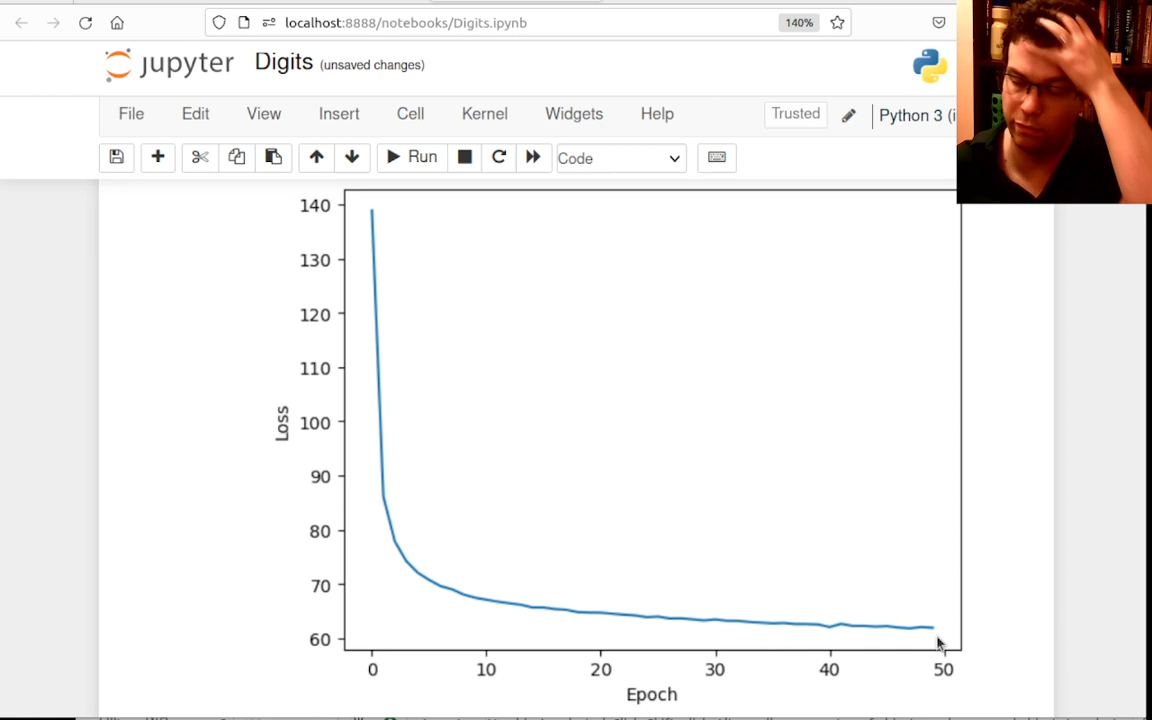 localhost:8888/notebooks/Digits.ipynb
140%
jupyter Digits (unsaved changes)
File Edit View Insert Cell Kernel Widgets Help Trusted Python 3 (i
Run Code
140
130
120
110
100
90
80
70
60
Loss
0 10 20 30 40 50
Epoch